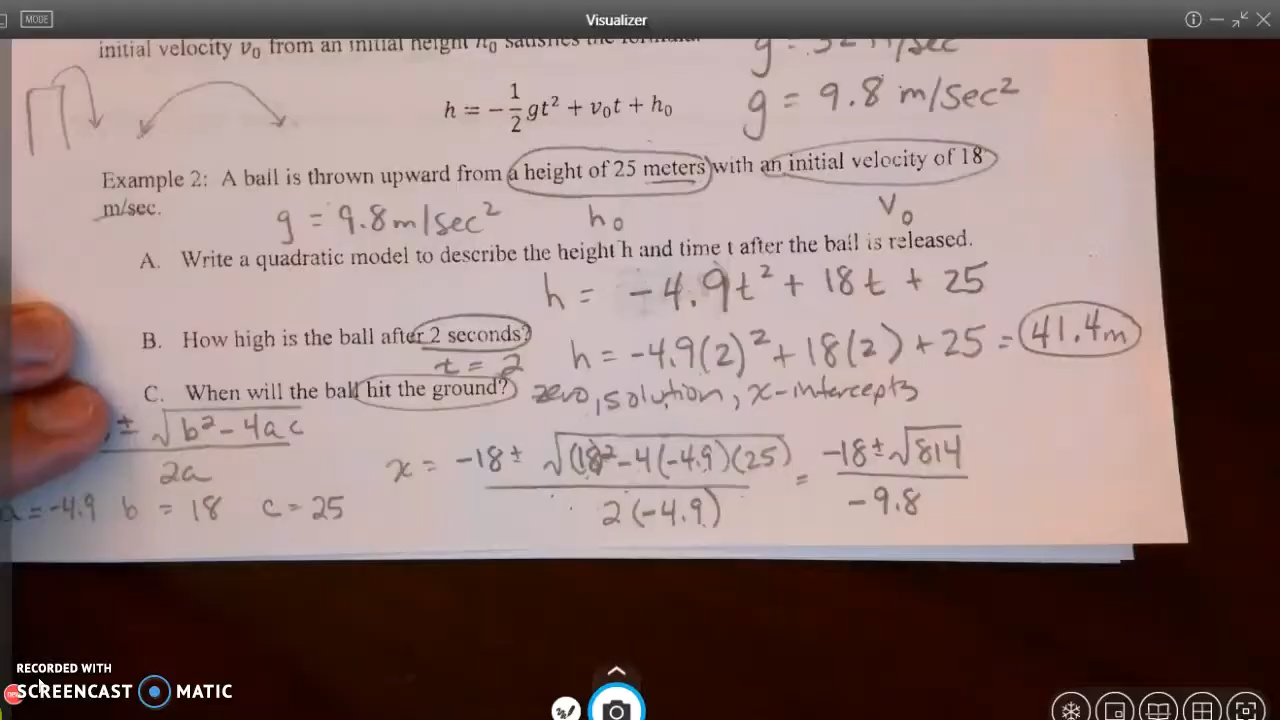 MODE
Visualizer
initial velocity v₀ from an initial height h₀ satisfies the formula.
g = 32 ft/sec
h = -1/2 gt² + v₀t + h₀
g = 9.8 m/sec²
Example 2: A ball is thrown upward from a height of 25 meters with an initial velocity of 18
m/sec.
g = 9.8 m/sec²
h₀
v₀
A. Write a quadratic model to describe the height h and time t after the ball is released.
h = -4.9t² + 18t + 25
B. How high is the ball after 2 seconds?
t = 2
h = -4.9(2)² + 18(2) + 25 = 41.4m
C. When will the ball hit the ground?
zero, solution, x-intercepts
± √(b² - 4ac)
2a
x = -18 ± √((18)² - 4(-4.9)(25)) / 2(-4.9) = -18 ± √814 / -9.8
a = -4.9 b = 18 c = 25
RECORDED WITH
SCREENCAST MATIC